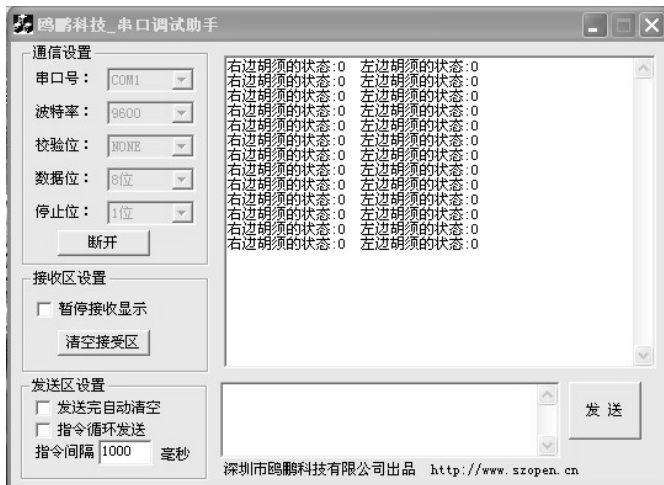 鸥鹏科技_串口调试助手
通信设置
串口号： COM1
波特率： 9600
校验位： NONE
数据位： 8位
停止位： 1位
断开
接收区设置
暂停接收显示
清空接受区
发送区设置
发送完自动清空
指令循环发送
指令间隔 1000 毫秒
右边胡须的状态:0 左边胡须的状态:0
右边胡须的状态:0 左边胡须的状态:0
右边胡须的状态:0 左边胡须的状态:0
右边胡须的状态:0 左边胡须的状态:0
右边胡须的状态:0 左边胡须的状态:0
右边胡须的状态:0 左边胡须的状态:0
右边胡须的状态:0 左边胡须的状态:0
右边胡须的状态:0 左边胡须的状态:0
右边胡须的状态:0 左边胡须的状态:0
右边胡须的状态:0 左边胡须的状态:0
右边胡须的状态:0 左边胡须的状态:0
右边胡须的状态:0 左边胡须的状态:0
右边胡须的状态:0 左边胡须的状态:0
发 送
深圳市鸥鹏科技有限公司出品 http://www.szopen.cn